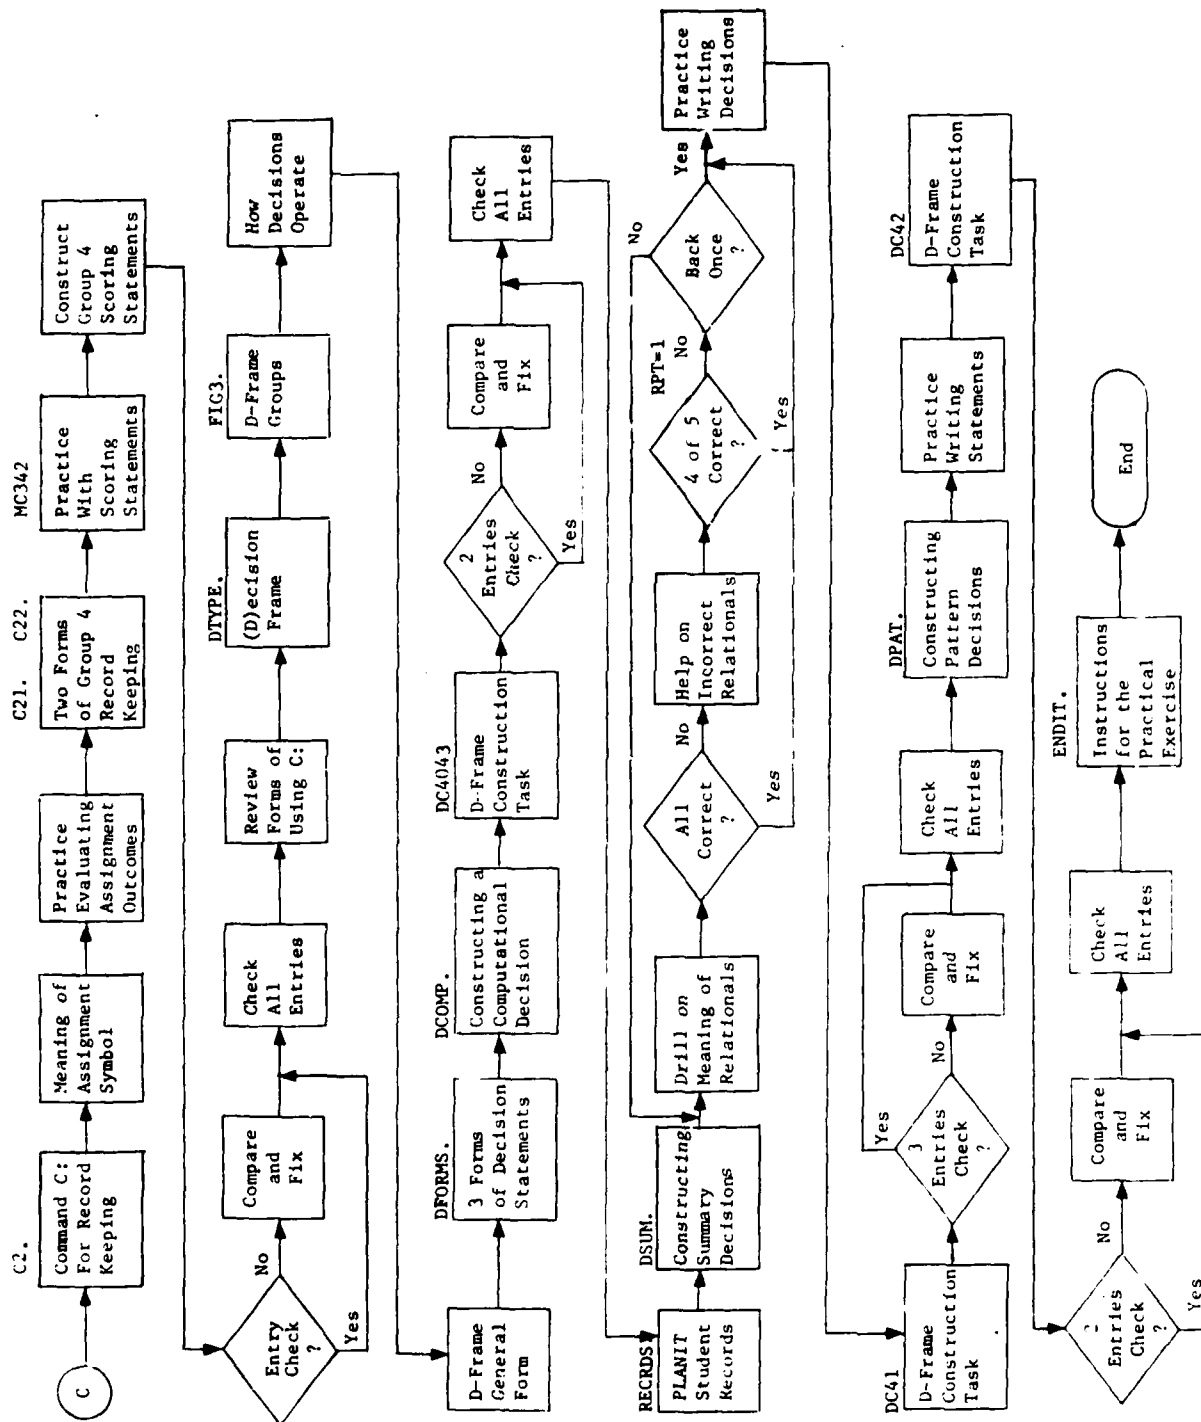 C
C2.
Command C:
For Record
Keeping
Meaning of
Assignment
Symbol
Practice
Evaluating
Assignment
Outcomes
C21. C22.
Two Forms
of Group 4
Record
Keeping
MC342
Practice
With
Scoring
Statements
Construct
Group 4
Scoring
Statements
Entry
Check
?
No
Yes
Compare
and
Fix
Check
All
Entries
Review
Forms of
Using C:
DTYPE.
(D)ecision
Frame
FIG3.
D-Frame
Groups
How
Decisions
Operate
D-Frame
General
Form
DFORMS.
3 Forms
of Decision
Statements
DCOMP.
Constructing a
Computational
Decision
DC4043
D-Frame
Construction
Task
2
Entries
Check
?
No
Yes
Compare
and
Fix
Check
All
Entries
RECRDS
PLANIT
Student
Records
DSUM.
Constructing
Summary
Decisions
Drill on
Meaning of
Relationals
All
Correct
?
No
Yes
Help on
Incorrect
Relationals
4 of 5
Correct
?
RPT=1
No
Yes
Back
Once
?
No
Yes
Practice
Writing
Decisions
DC41
D-Frame
Construction
Task
3
Entries
Check
?
Yes
No
Compare
and
Fix
Check
All
Entries
DPAT.
Constructing
Pattern
Decisions
Practice
Writing
Statements
DC42
D-Frame
Construction
Task
Entries
Check
?
No
Yes
Compare
and
Fix
Check
All
Entries
ENDIT.
Instructions
for the
Practical
Exercise
End